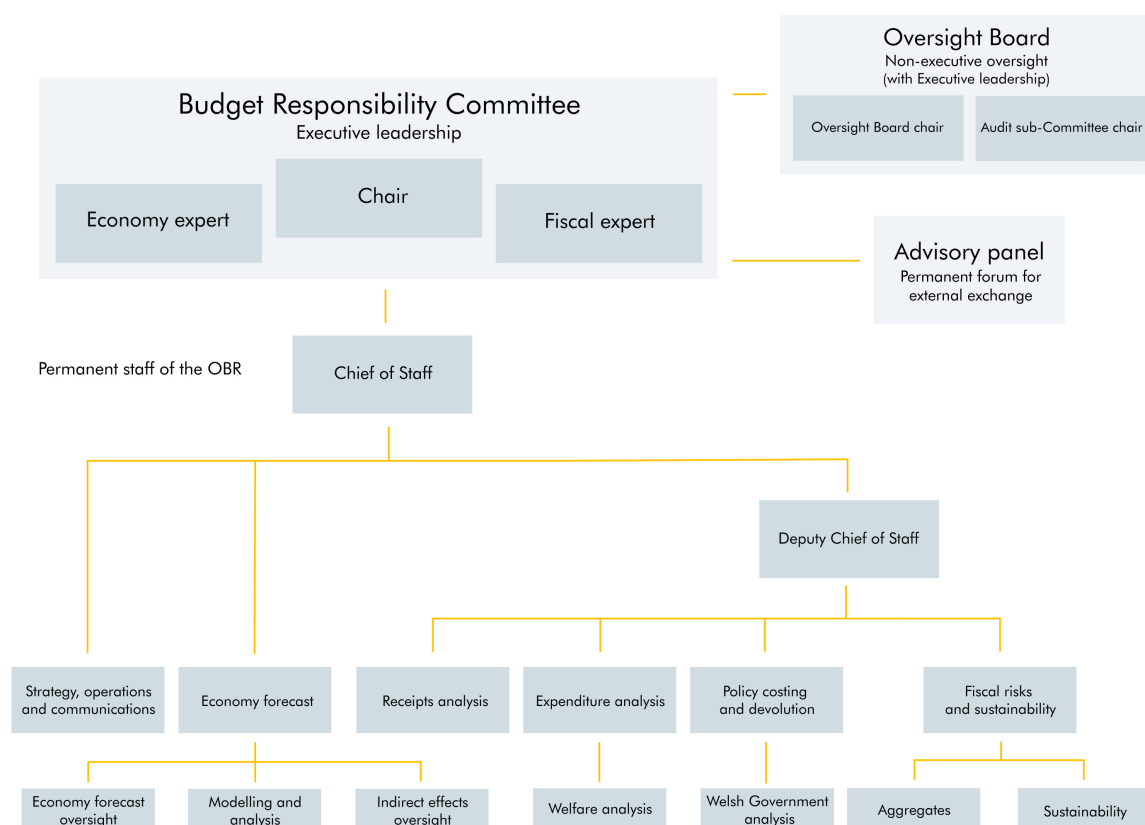 Oversight Board
Non-executive oversight
(with Executive leadership)
Oversight Board chair
Audit sub-Committee chair
Budget Responsibility Committee
Executive leadership
Economy expert
Chair
Fiscal expert
Advisory panel
Permanent forum for
external exchange
Permanent staff of the OBR
Chief of Staff
Deputy Chief of Staff
Strategy, operations
and communications
Economy forecast
Receipts analysis
Expenditure analysis
Policy costing
and devolution
Fiscal risks
and sustainability
Economy forecast
oversight
Modelling and
analysis
Indirect effects
oversight
Welfare analysis
Welsh Government
analysis
Aggregates
Sustainability